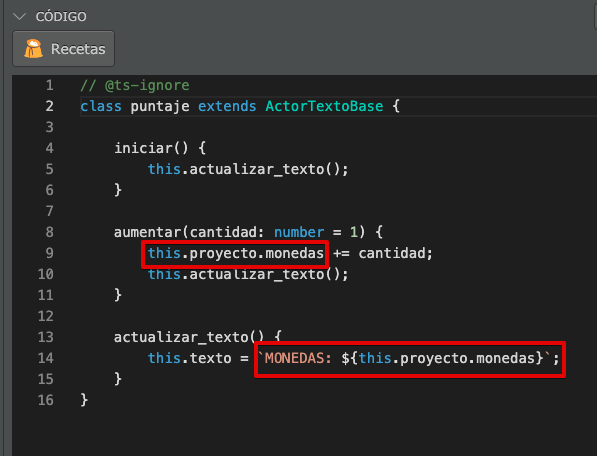 CÓDIGO
Recetas
1 // @ts-ignore
2 class puntaje extends ActorTextoBase {
3
4     iniciar() {
5         this.actualizar_texto();
6     }
7
8     aumentar(cantidad: number = 1) {
9         this.proyecto.monedas += cantidad;
10         this.actualizar_texto();
11     }
12
13     actualizar_texto() {
14         this.texto = `MONEDAS: ${this.proyecto.monedas}`;
15     }
16 }